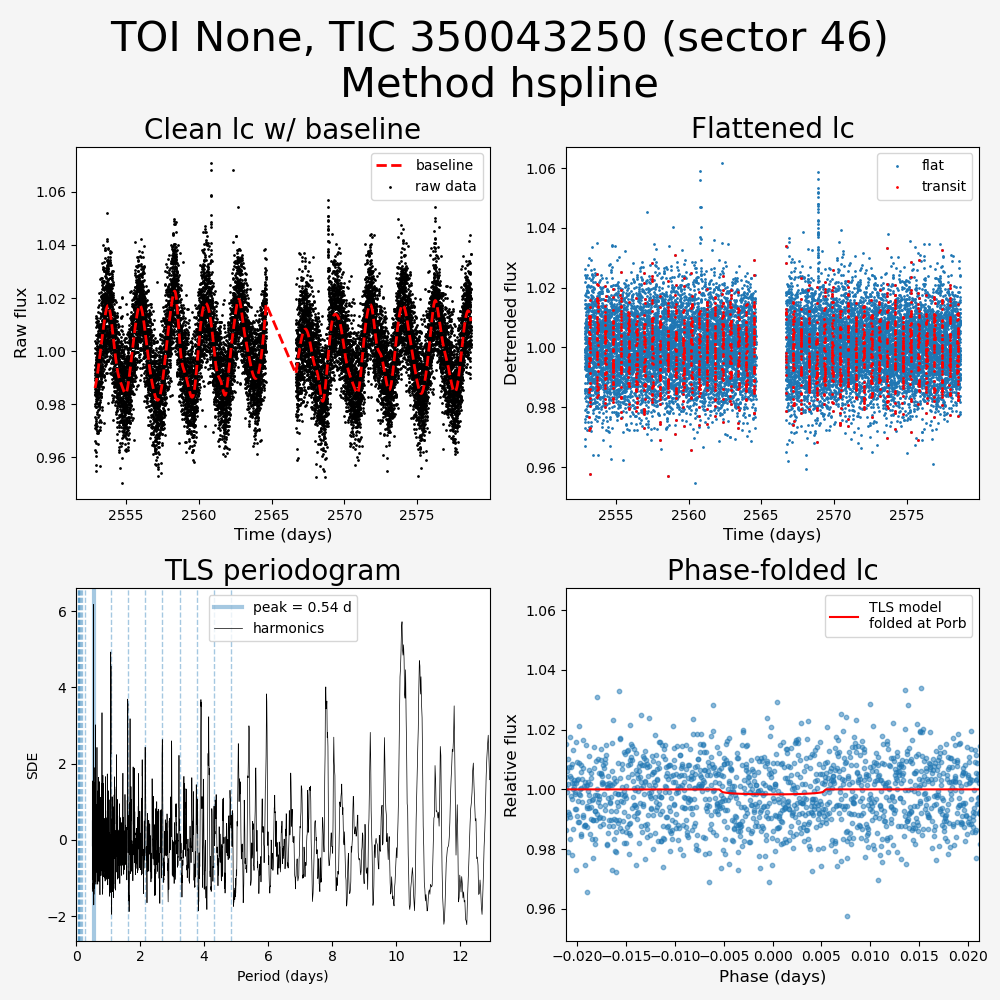 TOI None, TIC 350043250 (sector 46)
Method hspline
Clean lc w/ baseline
Raw flux
1.06
1.04
1.02
1.00
0.98
0.96
baseline
raw data
2555
2560
2565
2570
2575
Time (days)
Flattened lc
Detrended flux
1.06
1.04
1.02
1.00
0.98
0.96
flat
transit
2555
2560
2565
2570
2575
Time (days)
TLS periodogram
SDE
6
4
2
0
−2
peak = 0.54 d
harmonics
0
2
4
6
8
10
12
Period (days)
Phase-folded lc
Relative flux
1.06
1.04
1.02
1.00
0.98
0.96
TLS model
folded at Porb
−0.020
−0.015
−0.010
−0.005
0.000
0.005
0.010
0.015
0.020
Phase (days)